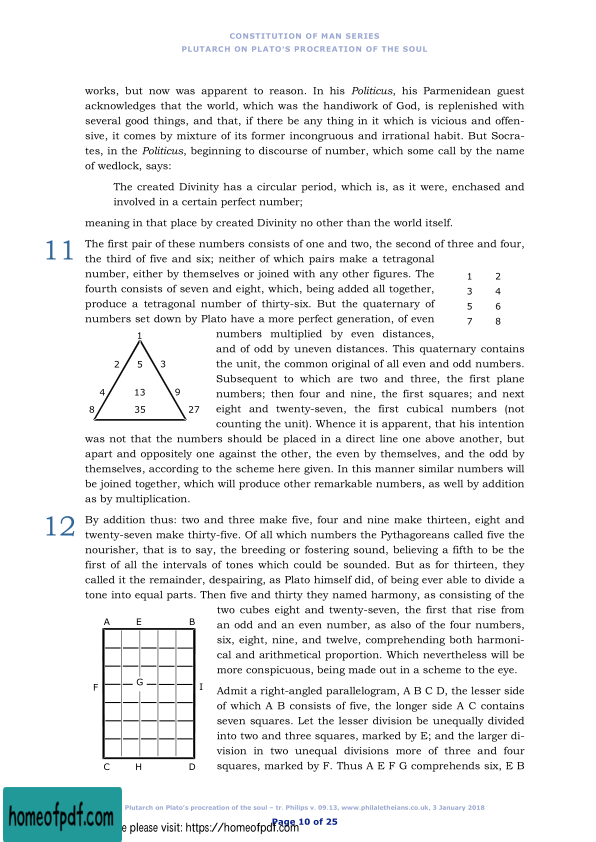 CONSTITUTION OF MAN SERIES
PLUTARCH ON PLATO'S PROCREATION OF THE SOUL
works, but now was apparent to reason. In his Politicus, his Parmenidean guest
acknowledges that the world, which was the handiwork of God, is replenished with
several good things, and that, if there be any thing in it which is vicious and offen-
sive, it comes by mixture of its former incongruous and irrational habit. But Socra-
tes, in the Politicus, beginning to discourse of number, which some call by the name
of wedlock, says:
The created Divinity has a circular period, which is, as it were, enchased and
involved in a certain perfect number;
meaning in that place by created Divinity no other than the world itself.
11 The first pair of these numbers consists of one and two, the second of three and four,
the third of five and six; neither of which pairs make a tetragonal
number, either by themselves or joined with any other figures. The
fourth consists of seven and eight, which, being added all together,
produce a tetragonal number of thirty-six. But the quaternary of
numbers set down by Plato have a more perfect generation, of even
1 2
3 4
5 6
7 8
numbers multiplied by even distances,
and of odd by uneven distances. This quaternary contains
the unit, the common original of all even and odd numbers.
Subsequent to which are two and three, the first plane
numbers; then four and nine, the first squares; and next
eight and twenty-seven, the first cubical numbers (not
counting the unit). Whence it is apparent, that his intention
1
2 5 3
4 13 9
8 35 27
was not that the numbers should be placed in a direct line one above another, but
apart and oppositely one against the other, the even by themselves, and the odd by
themselves, according to the scheme here given. In this manner similar numbers will
be joined together, which will produce other remarkable numbers, as well by addition
as by multiplication.
12 By addition thus: two and three make five, four and nine make thirteen, eight and
twenty-seven make thirty-five. Of all which numbers the Pythagoreans called five the
nourisher, that is to say, the breeding or fostering sound, believing a fifth to be the
first of all the intervals of tones which could be sounded. But as for thirteen, they
called it the remainder, despairing, as Plato himself did, of being ever able to divide a
tone into equal parts. Then five and thirty they named harmony, as consisting of the
two cubes eight and twenty-seven, the first that rise from
an odd and an even number, as also of the four numbers,
six, eight, nine, and twelve, comprehending both harmoni-
cal and arithmetical proportion. Which nevertheless will be
more conspicuous, being made out in a scheme to the eye.
Admit a right-angled parallelogram, A B C D, the lesser side
of which A B consists of five, the longer side A C contains
seven squares. Let the lesser division be unequally divided
into two and three squares, marked by E; and the larger di-
vision in two unequal divisions more of three and four
squares, marked by F. Thus A E F G comprehends six, E B
A E B
F G I
C H D
Plutarch on Plato's procreation of the soul – tr. Philips v. 09.13, www.philaletheians.co.uk, 3 January 2018
Page 10 of 25
homeofpdf.com
e please visit: https://homeofpdf.com